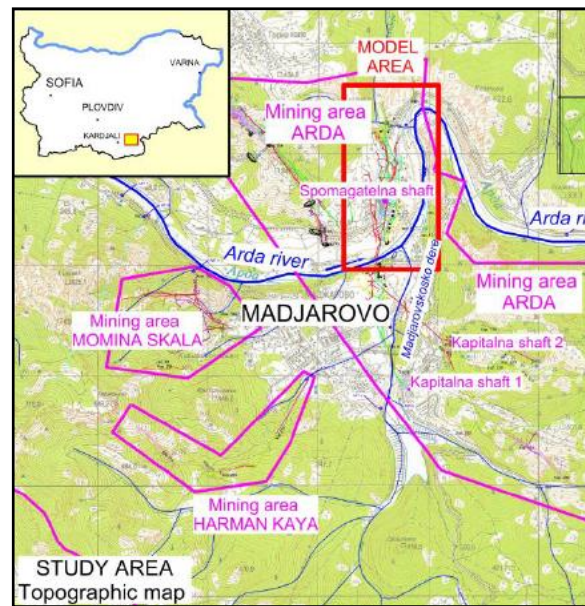 VARNA
SOFIA
PLOVDIV
KARDJALI
MODEL
AREA
Mining area
ARDA
Spomagatelna shaft
Arda river
Arda ri
Mining area
ARDA
Madjarovskosko dere
Mining area
MOMINA SKALA
MADJAROVO
Kapitalna shaft 2
Kapitalna shaft 1
Mining area
HARMAN KAYA
STUDY AREA
Topographic map